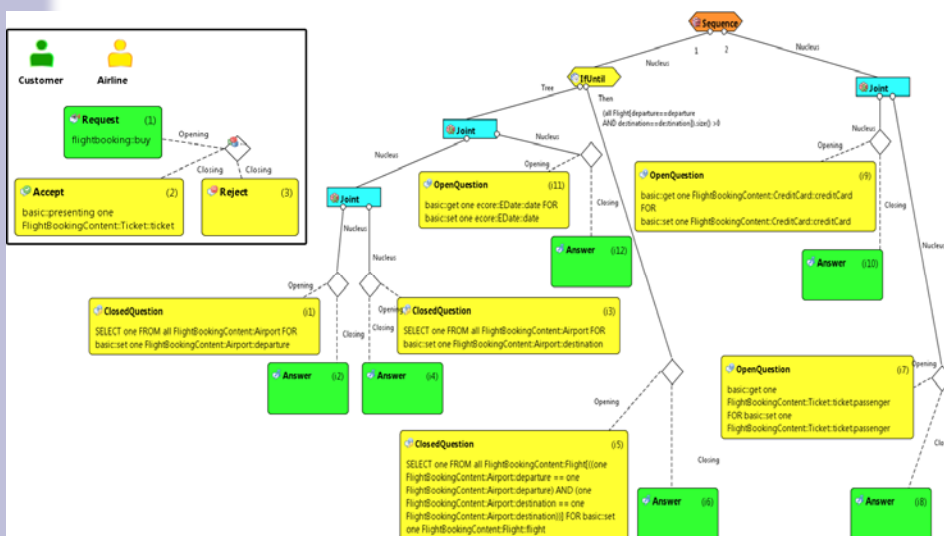 Sequence
1
2
Nucleus
Nucleus
Customer
Airline
IfUntil
Joint
Tree
Then
(all Flight[departure==departure
AND destination==destination]).size() >0
Request (1)
flightbooking::buy
Opening
Closing
Closing
Accept (2)
basic::presenting one
FlightBookingContent::Ticket::ticket
Reject (3)
Joint
Nucleus
Nucleus
Opening
Closing
OpenQuestion (i11)
basic::get one ecore::EDate::date FOR
basic::set one ecore::EDate::date
Answer (i12)
Nucleus
Opening
Closing
OpenQuestion (i9)
basic::get one FlightBookingContent::CreditCard::creditCard
FOR
basic::set one FlightBookingContent::CreditCard::creditCard
Answer (i10)
Nucleus
Joint
Nucleus
Nucleus
Opening
Opening
Closing
Closing
ClosedQuestion (i1)
SELECT one FROM all FlightBookingContent::Airport FOR
basic::set one FlightBookingContent::Airport::departure
ClosedQuestion (i3)
SELECT one FROM all FlightBookingContent::Airport FOR
basic::set one FlightBookingContent::Airport::destination
Answer (i2)
Answer (i4)
Opening
Closing
OpenQuestion (i7)
basic::get one
FlightBookingContent::Ticket::ticket.passenger
FOR basic::set one
FlightBookingContent::Ticket::ticket.passenger
Opening
Closing
ClosedQuestion (i5)
SELECT one FROM all FlightBookingContent::Flight[((one
FlightBookingContent::Airport::departure == one
FlightBookingContent::Airport::departure) AND (one
FlightBookingContent::Airport::destination == one
FlightBookingContent::Airport::destination))] FOR basic::set
one FlightBookingContent::Flight::flight
Answer (i6)
Answer (i8)